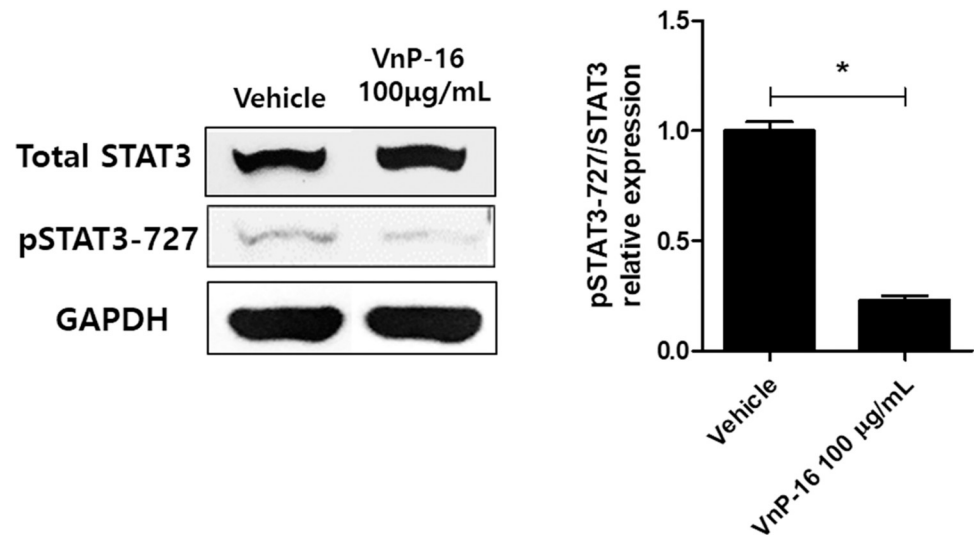 Vehicle
VnP-16
100µg/mL
Total STAT3
pSTAT3-727
GAPDH
pSTAT3-727/STAT3
relative expression
1.5
1.0
0.5
0.0
*
Vehicle
VnP-16 100 µg/mL